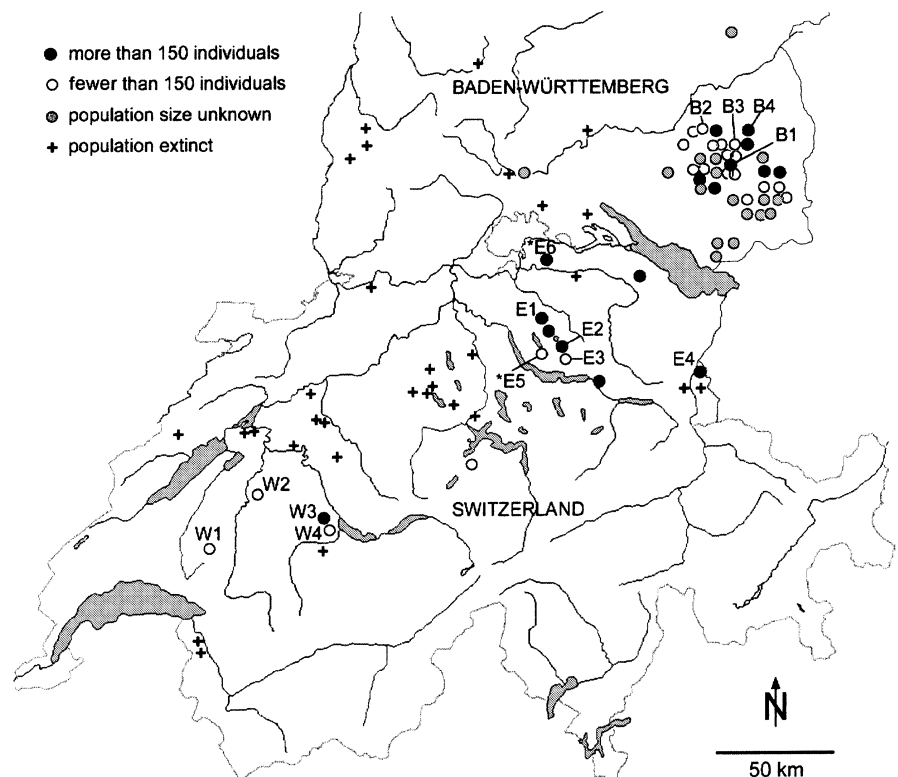 more than 150 individuals
fewer than 150 individuals
population size unknown
population extinct
BADEN-WÜRTTEMBERG
B2 B3 B4
B1
*E6
E1
E2
E3
*E5
E4
W2
W3
W4
W1
SWITZERLAND
N
50 km